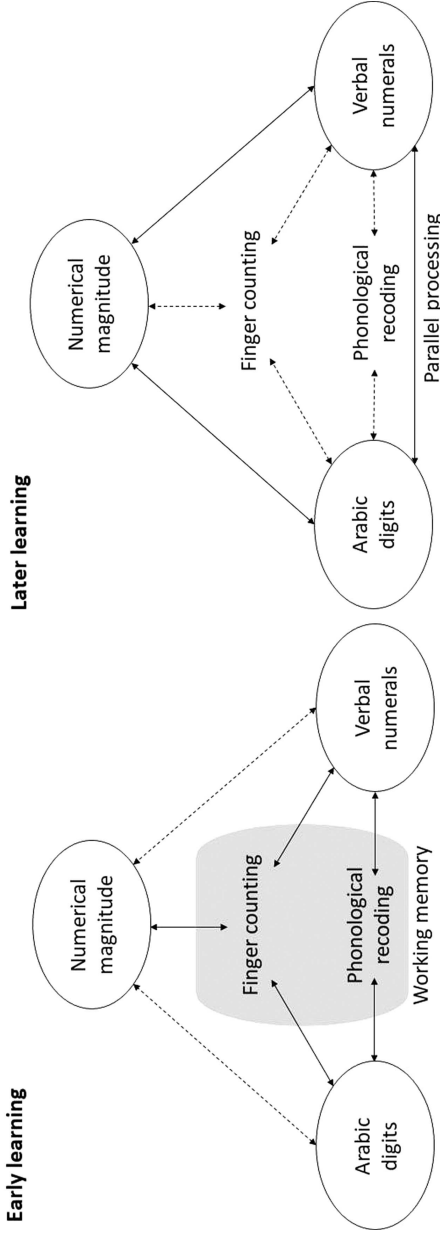 Early learning
Numerical
magnitude
Finger counting
Arabic
digits
Phonological
recoding
Verbal
numerals
Working memory
Later learning
Numerical
magnitude
Finger counting
Arabic
digits
Phonological
recoding
Verbal
numerals
Parallel processing